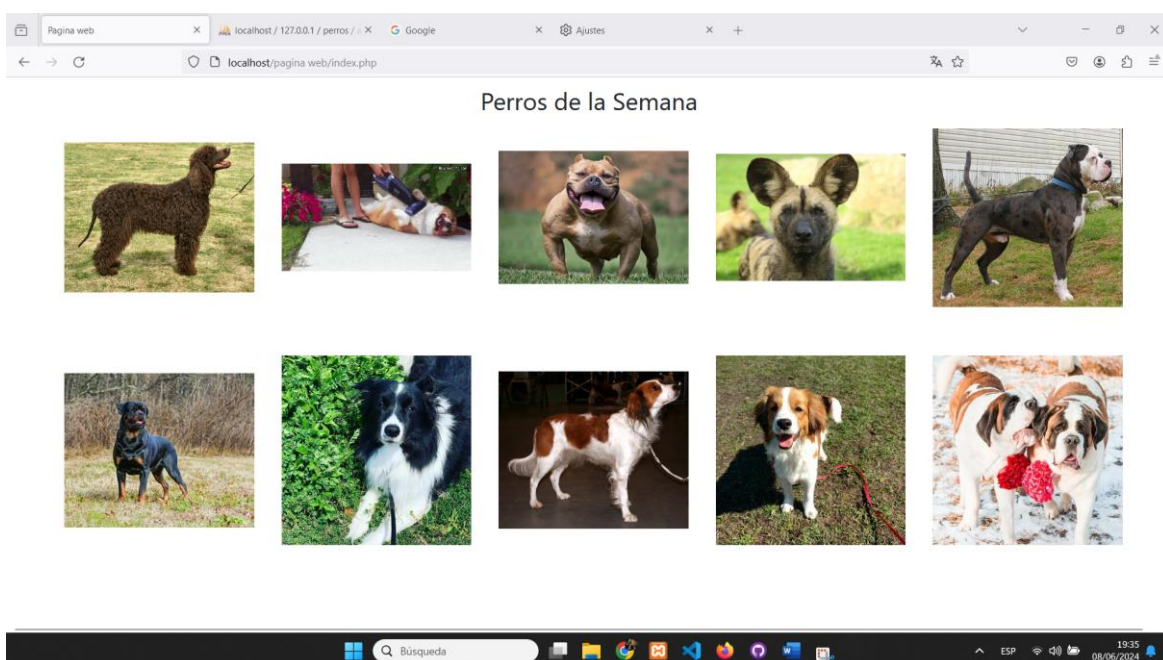 Pagina web
localhost / 127.0.0.1 / perros /
Google
Ajustes
localhost/pagina web/index.php
Perros de la Semana
Búsqueda
ESP
19:35
08/06/2024